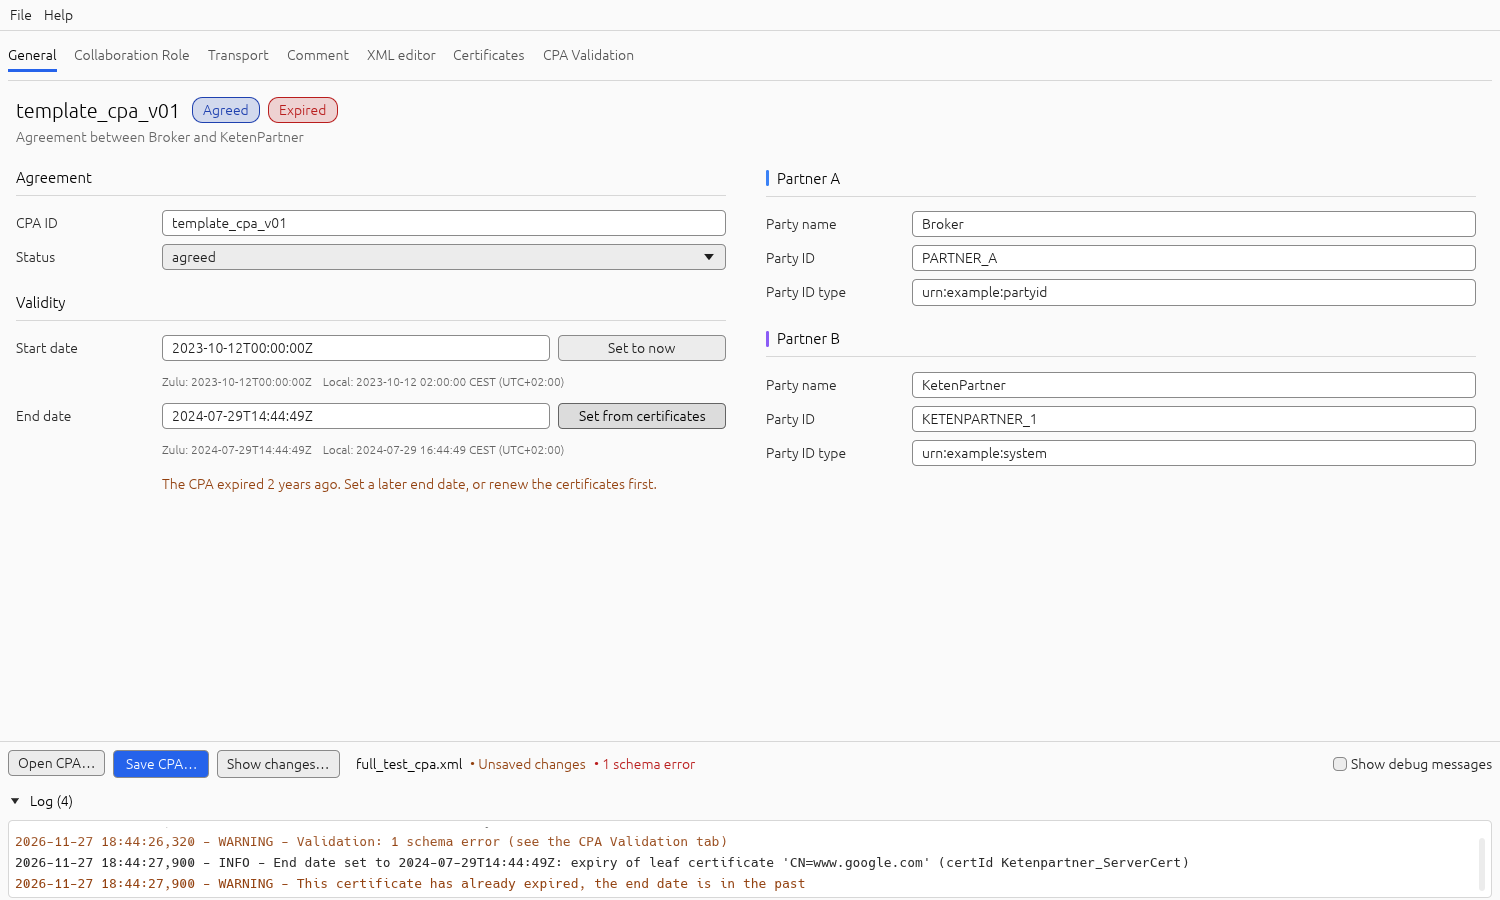 File Help
General Collaboration Role Transport Comment XML editor Certificates CPA Validation
template_cpa_v01 Agreed Expired
Agreement between Broker and KetenPartner
Agreement
CPA ID template_cpa_v01
Status agreed
Validity
Start date 2023-10-12T00:00:00Z Set to now
Zulu: 2023-10-12T00:00:00Z Local: 2023-10-12 02:00:00 CEST (UTC+02:00)
End date 2024-07-29T14:44:49Z Set from certificates
Zulu: 2024-07-29T14:44:49Z Local: 2024-07-29 16:44:49 CEST (UTC+02:00)
The CPA expired 2 years ago. Set a later end date, or renew the certificates first.
Partner A
Party name Broker
Party ID PARTNER_A
Party ID type urn:example:partyid
Partner B
Party name KetenPartner
Party ID KETENPARTNER_1
Party ID type urn:example:system
Open CPA... Save CPA... Show changes... full_test_cpa.xml • Unsaved changes • 1 schema error Show debug messages
Log (4)
2026-11-27 18:44:26,320 - WARNING - Validation: 1 schema error (see the CPA Validation tab)
2026-11-27 18:44:27,900 - INFO - End date set to 2024-07-29T14:44:49Z: expiry of leaf certificate 'CN=www.google.com' (certId Ketenpartner_ServerCert)
2026-11-27 18:44:27,900 - WARNING - This certificate has already expired, the end date is in the past